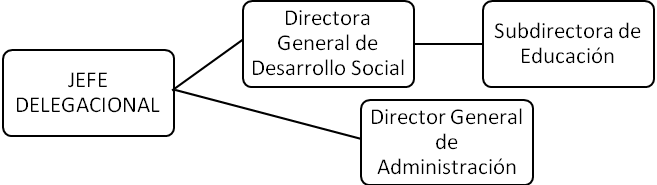 JEFE
DELEGACIONAL
Directora
General de
Desarrollo Social
Subdirectora de
Educación
Director General
de
Administración